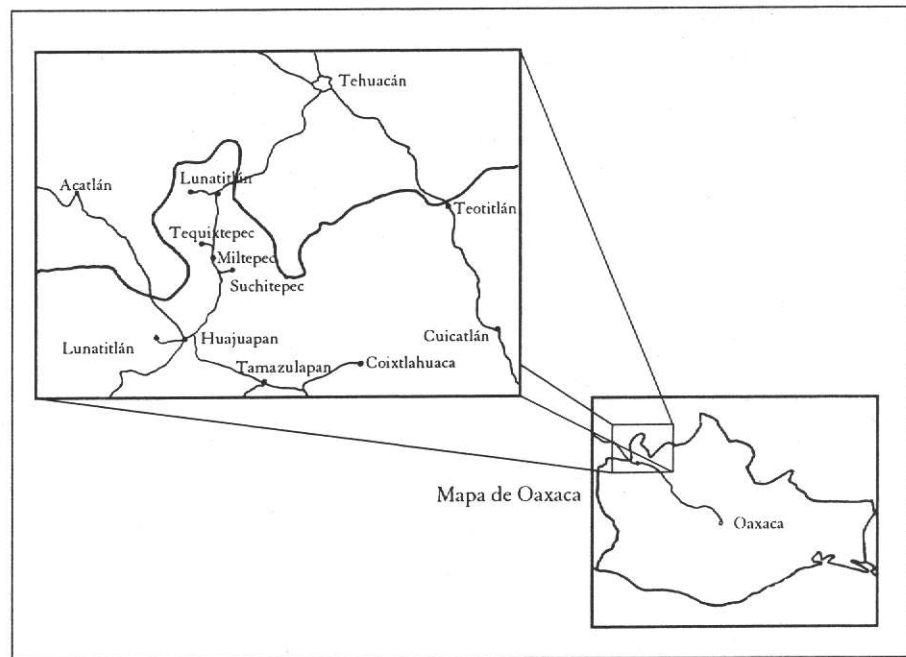 Tehuacán
Acatlán
Lunatitlán
Teotitlán
Tequixtepec
Miltepec
Suchitepec
Lunatitlán
Huajuapan
Cuicatlán
Tamazulapan
Coixtlahuaca
Mapa de Oaxaca
Oaxaca